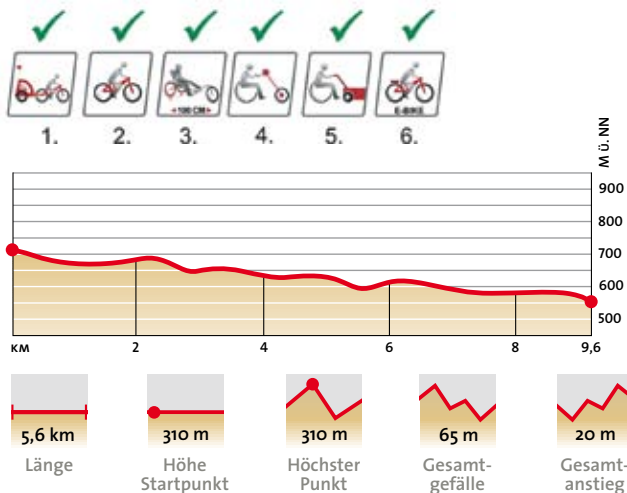 +100 CM+
E-BIKE
1. 2. 3. 4. 5. 6.
M Ü. NN
900
800
700
600
500
KM 2 4 6 8 9,6
5,6 km 310 m 310 m 65 m 20 m
Länge Höhe Höchster Gesamt- Gesamt-
Startpunkt Punkt gefälle anstieg